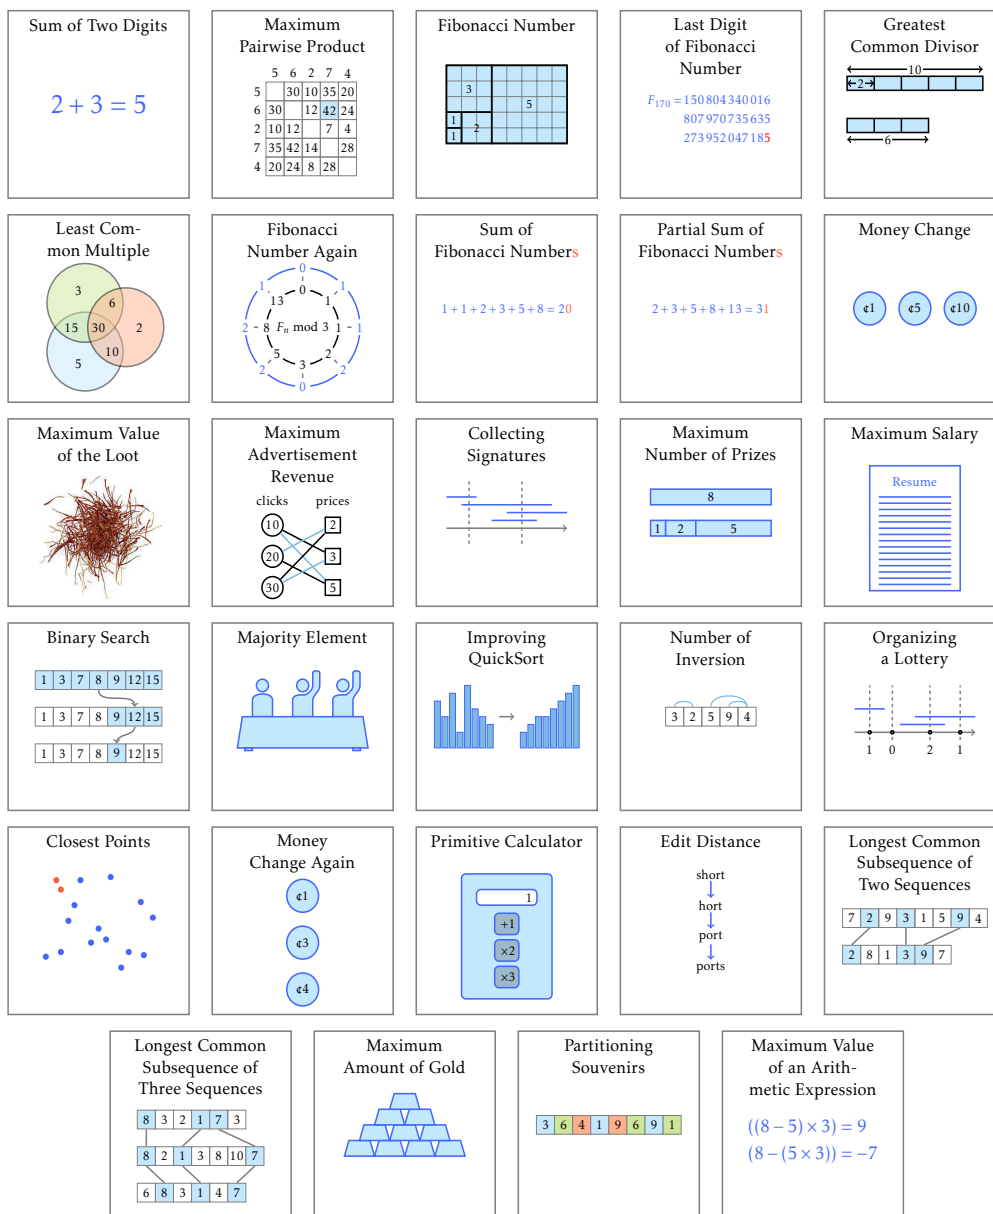 Sum of Two Digits
2 + 3 = 5
Maximum
Pairwise Product
5 6 2 7 4
5 30 10 35 20
6 30 12 42 24
2 10 12 7 4
7 35 42 14 28
4 20 24 8 28
Fibonacci Number
3
5
1
2
1
Last Digit
of Fibonacci
Number
F170 = 150 804 340 016
807 970 735 635
273 952 047 185
Greatest
Common Divisor
10
2
6
Least Com-
mon Multiple
3
6
15 30 2
10
5
Fibonacci
Number Again
0
1 13 0 1 1
2 8 Fn mod 3 1 1
2 5 3 2 2
0
Sum of
Fibonacci Numbers
1 + 1 + 2 + 3 + 5 + 8 = 20
Partial Sum of
Fibonacci Numbers
2 + 3 + 5 + 8 + 13 = 31
Money Change
¢1 ¢5 ¢10
Maximum Value
of the Loot
Maximum
Advertisement
Revenue
clicks prices
10 2
20 3
30 5
Collecting
Signatures
Maximum
Number of Prizes
8
1 2 5
Maximum Salary
Resume
Binary Search
1 3 7 8 9 12 15
1 3 7 8 9 12 15
1 3 7 8 9 12 15
Majority Element
Improving
QuickSort
Number of
Inversion
3 2 5 9 4
Organizing
a Lottery
1 0 2 1
Closest Points
Money
Change Again
¢1
¢3
¢4
Primitive Calculator
1
+1
×2
×3
Edit Distance
short
hort
port
ports
Longest Common
Subsequence of
Two Sequences
7 2 9 3 1 5 9 4
2 8 1 3 9 7
Longest Common
Subsequence of
Three Sequences
8 3 2 1 7 3
8 2 1 3 8 10 7
6 8 3 1 4 7
Maximum
Amount of Gold
Partitioning
Souvenirs
3 6 4 1 9 6 9 1
Maximum Value
of an Arith-
metic Expression
((8 − 5) × 3) = 9
(8 − (5 × 3)) = −7